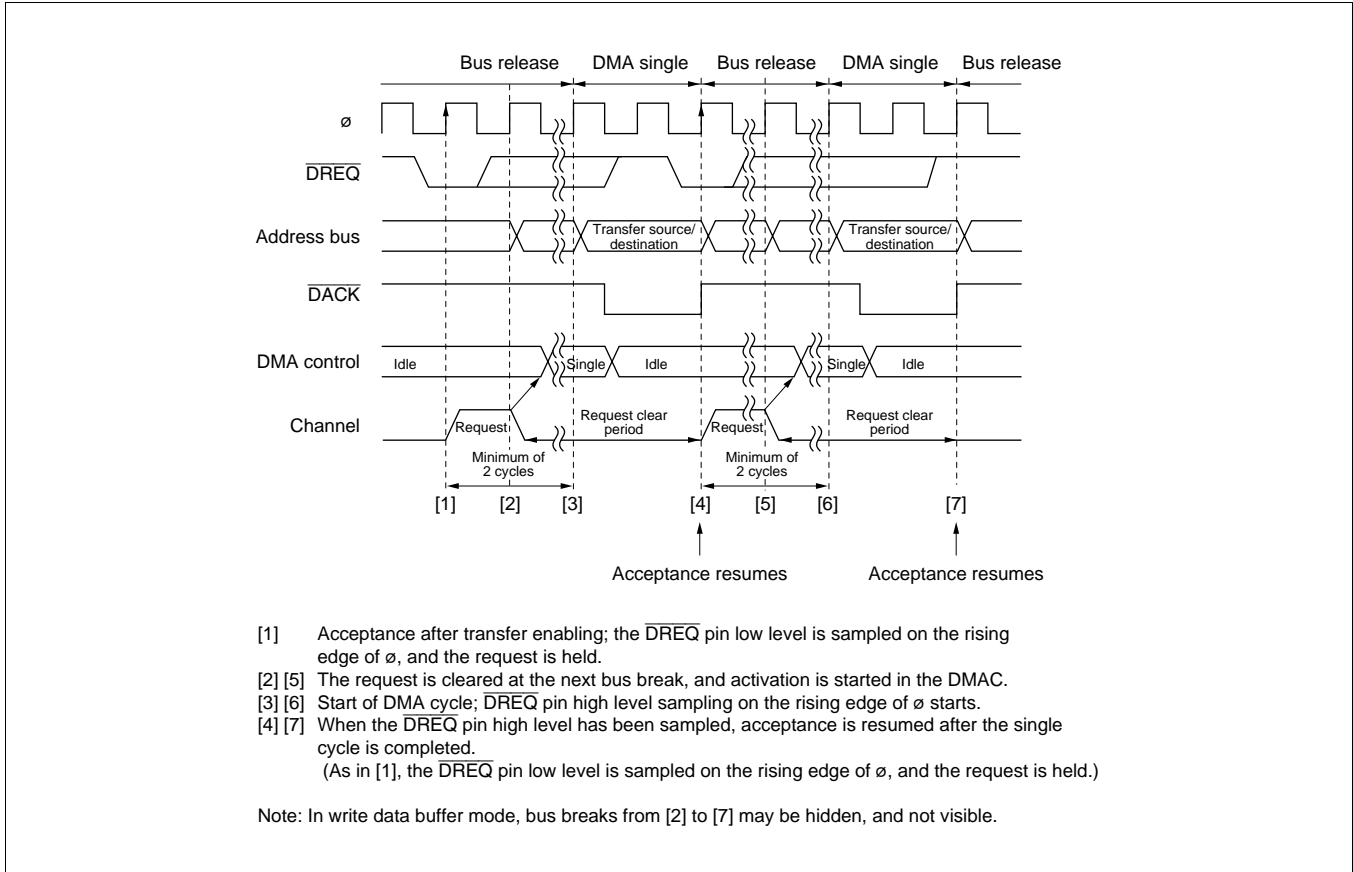 Bus release DMA single Bus release DMA single Bus release
ø
DREQ
Address bus
Transfer source/
destination
Transfer source/
destination
DACK
DMA control
Idle
Single
Idle
Single
Idle
Channel
Request
Request clear
period
Request
Request clear
period
Minimum of
2 cycles
Minimum of
2 cycles
[1] [2] [3] [4] [5] [6] [7]
Acceptance resumes Acceptance resumes
[1] Acceptance after transfer enabling; the DREQ pin low level is sampled on the rising
edge of ø, and the request is held.
[2] [5] The request is cleared at the next bus break, and activation is started in the DMAC.
[3] [6] Start of DMA cycle; DREQ pin high level sampling on the rising edge of ø starts.
[4] [7] When the DREQ pin high level has been sampled, acceptance is resumed after the single
cycle is completed.
(As in [1], the DREQ pin low level is sampled on the rising edge of ø, and the request is held.)
Note: In write data buffer mode, bus breaks from [2] to [7] may be hidden, and not visible.